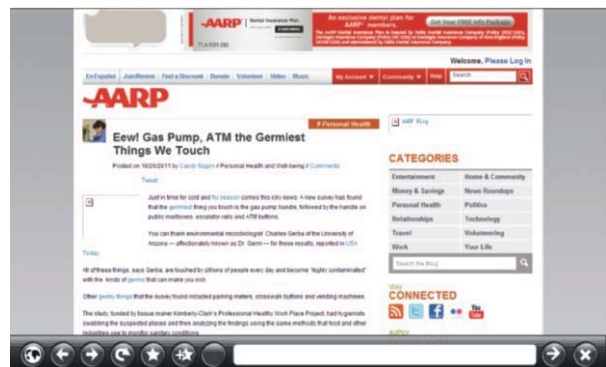 AARP Dental Insurance Plan
An exclusive dental plan for
AARP® members.
Get Your FREE Info Package
Welcome, Please Log In
En Español Join/Renew Find a Discount Donate Volunteer Video Music My Account Community Help Search
AARP
# Personal Health
Eew! Gas Pump, ATM the Germiest
Things We Touch
Posted on 10/25/2011 by Candy Sagon // Personal Health and Well-being // Comments
Tweet
Just in time for cold and flu season comes this icky news: A new survey has found
that the germiest thing you touch is the gas pump handle, followed by the handle on
public mailboxes, escalator rails and ATM buttons.
You can thank environmental microbiologist Charles Gerba of the University of
Arizona — affectionately known as Dr. Germ — for these results, reported in USA
Today.
All of these things, says Gerba, are touched by zillions of people every day and become "highly contaminated"
with the kinds of germs that can make you sick.
Other germy things that the survey found included parking meters, crosswalk buttons and vending machines.
The study, funded by tissue maker Kimberly-Clark's Professional Healthy Work Place Project, had hygienists
swabbing the suspected places and then analyzing the findings using the same methods that food and other
industries use to monitor sanitary conditions.
AARP Blog
CATEGORIES
Entertainment Home & Community
Money & Savings News Roundups
Personal Health Politics
Relationships Technology
Travel Volunteering
Work Your Life
Search the Blog
stay
CONNECTED
You
Tube
author